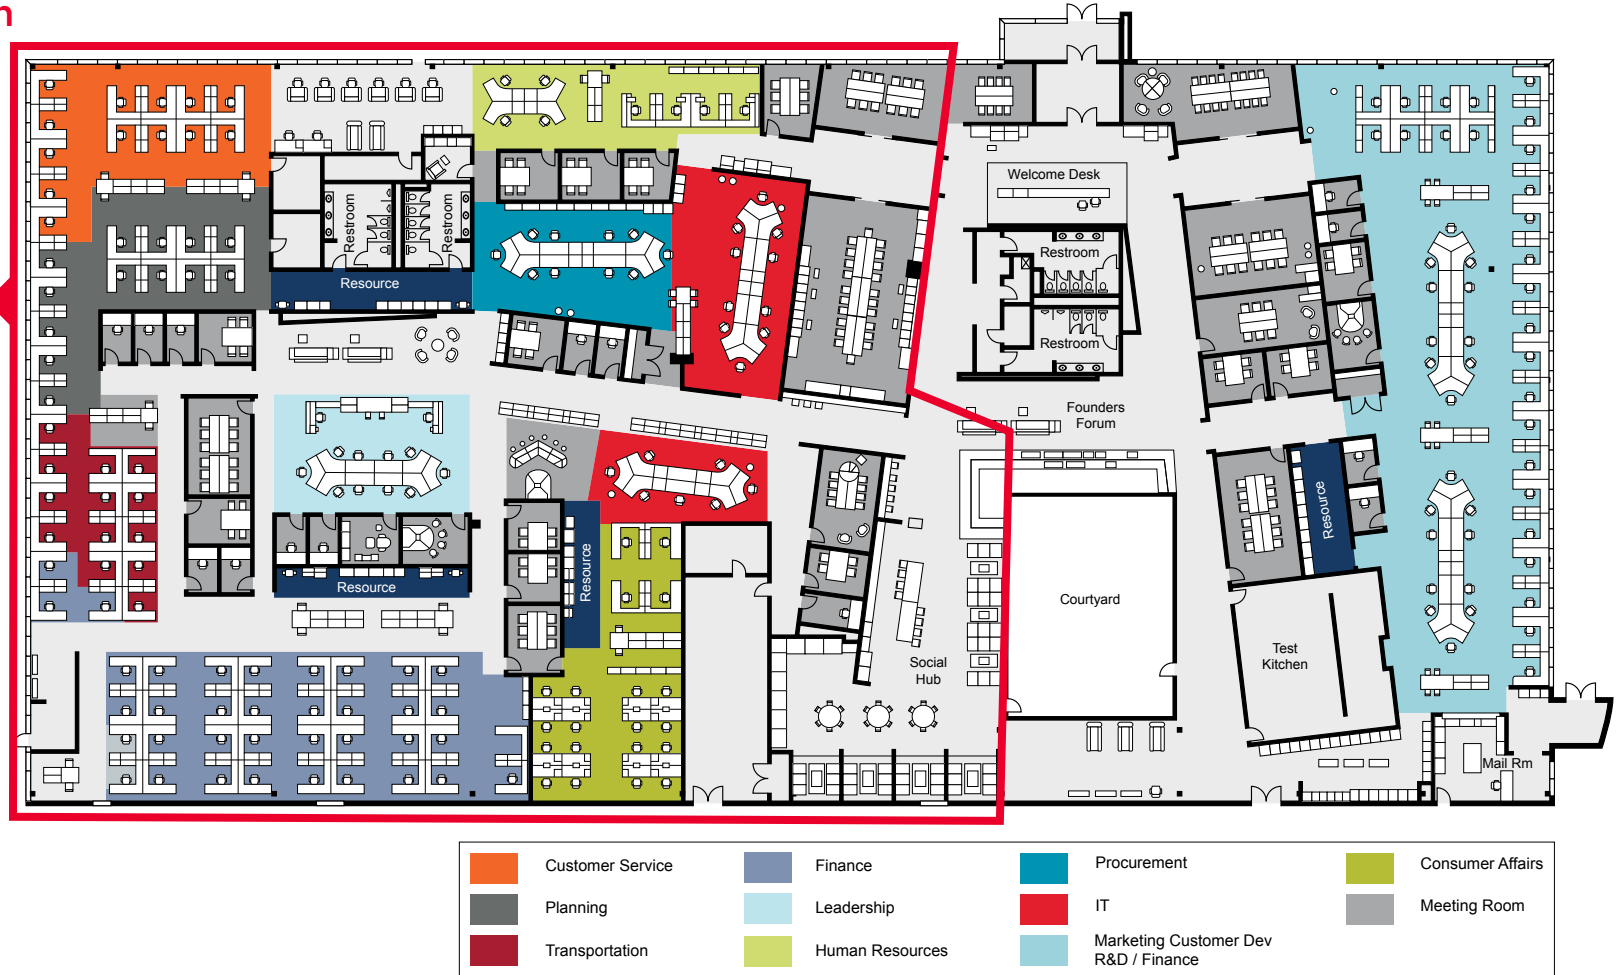 n
Welcome Desk
Restroom
Restroom
Restroom
Resource
Restroom
Founders
Forum
Resource
Resource
Resource
Courtyard
Test
Kitchen
Social
Hub
Mail Rm
Customer Service
Finance
Procurement
Consumer Affairs
Planning
Leadership
IT
Meeting Room
Transportation
Human Resources
Marketing Customer Dev
R&D / Finance